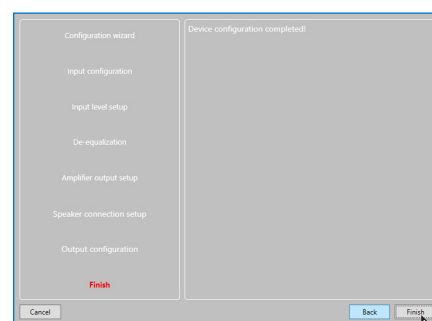 Configuration wizard
Device configuration completed!
Input configuration
Input level setup
De-equalization
Amplifier output setup
Speaker connection setup
Output configuration
Finish
Cancel
Back
Finish